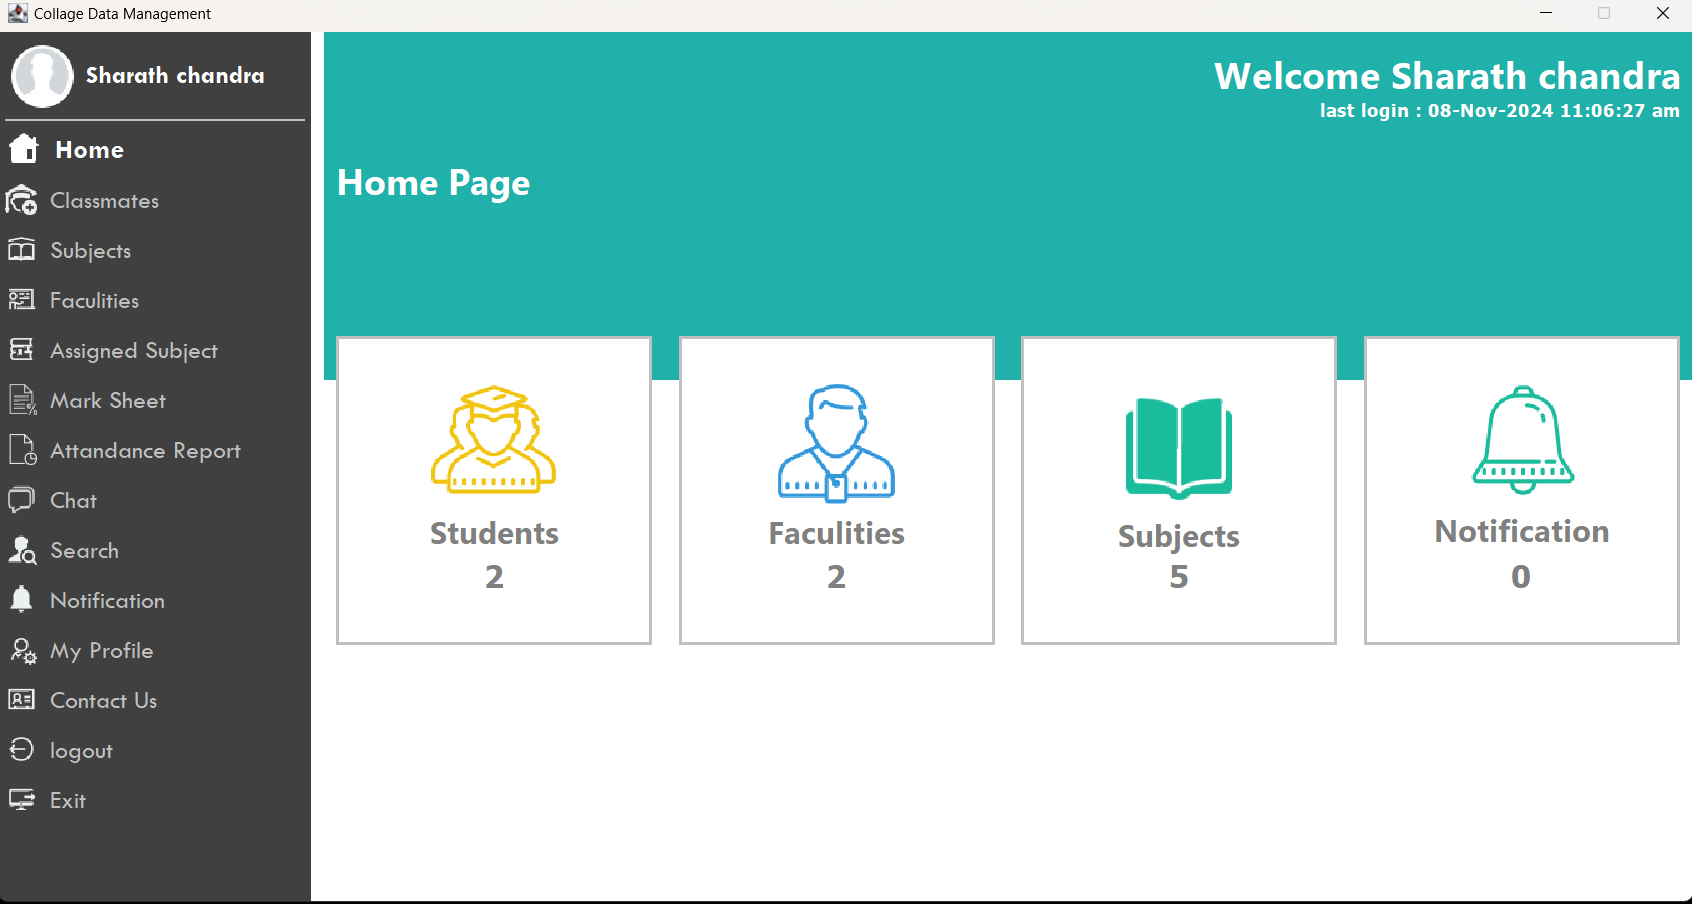 Collage Data Management
Sharath chandra
Home
Classmates
Subjects
Faculities
Assigned Subject
Mark Sheet
Attandance Report
Chat
Search
Notification
My Profile
Contact Us
logout
Exit
Welcome Sharath chandra
last login : 08-Nov-2024 11:06:27 am
Home Page
Students
2
Faculities
2
Subjects
5
Notification
0